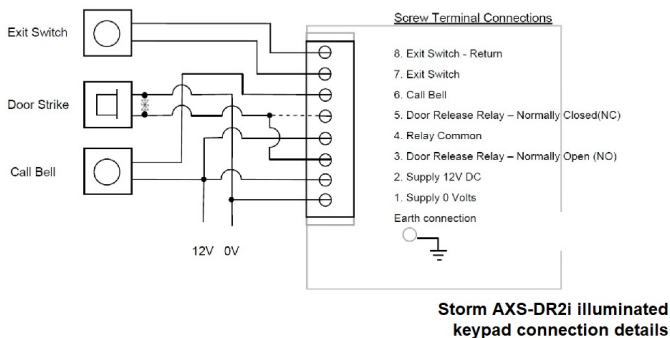 Screw Terminal Connections
Exit Switch
8. Exit Switch - Return
7. Exit Switch
6. Call Bell
Door Strike
5. Door Release Relay – Normally Closed(NC)
4. Relay Common
3. Door Release Relay – Normally Open (NO)
Call Bell
2. Supply 12V DC
1. Supply 0 Volts
Earth connection
12V 0V
Storm AXS-DR2i illuminated
keypad connection details